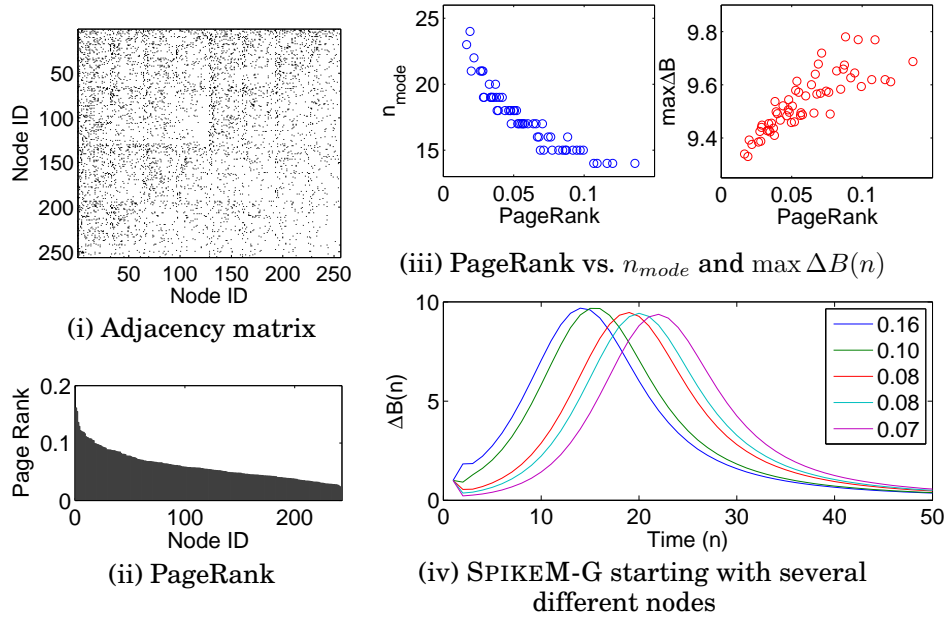 50
100
150
200
250
Node ID
50 100 150 200 250
Node ID
(i) Adjacency matrix
0.2
0.1
0
Page Rank
0 100 200
Node ID
(ii) PageRank
25
20
15
n_mode
0 0.05 0.1
PageRank
9.8
9.6
9.4
max∆B
0 0.05 0.1
PageRank
(iii) PageRank vs. n_mode and max ∆B(n)
10
5
0
∆B(n)
0 10 20 30 40 50
Time (n)
0.16
0.10
0.08
0.08
0.07
(iv) SPIKEM-G starting with several
different nodes